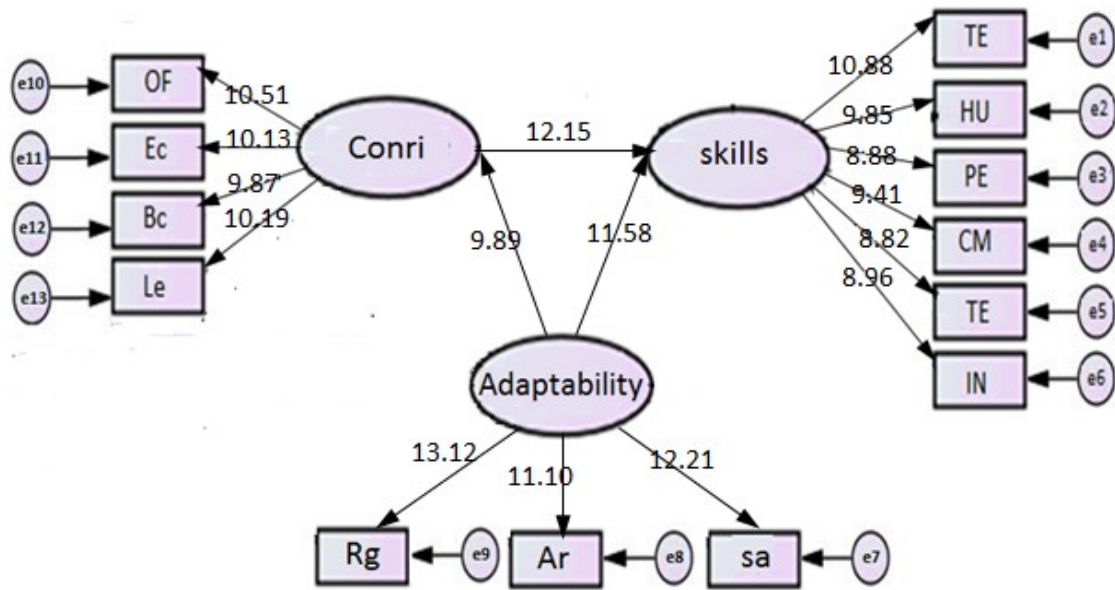 e10
OF
10.51
e11
Ec
10.13
e12
Bc
9.87
e13
Le
10.19
Conri
12.15
skills
10.88
TE
e1
9.85
HU
e2
8.88
PE
e3
9.41
CM
e4
8.82
TE
e5
8.96
IN
e6
9.89
11.58
Adaptability
13.12
11.10
12.21
Rg
e9
Ar
e8
sa
e7